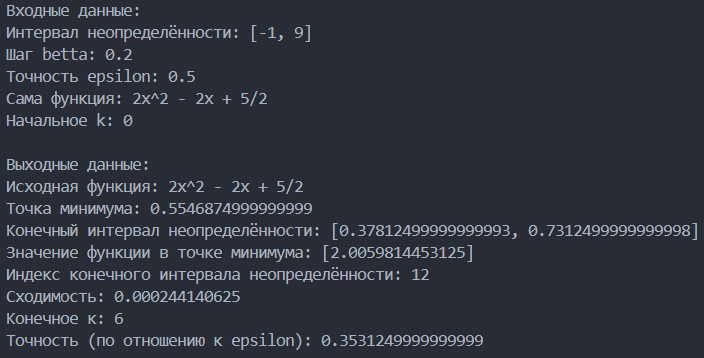 Входные данные:
Интервал неопределённости: [-1, 9]
Шаг betta: 0.2
Точность epsilon: 0.5
Сама функция: 2x^2 - 2x + 5/2
Начальное k: 0

Выходные данные:
Исходная функция: 2x^2 - 2x + 5/2
Точка минимума: 0.5546874999999999
Конечный интервал неопределённости: [0.37812499999999993, 0.7312499999999998]
Значение функции в точке минимума: [2.0059814453125]
Индекс конечного интервала неопределённости: 12
Сходимость: 0.000244140625
Конечное к: 6
Точность (по отношению к epsilon): 0.3531249999999999